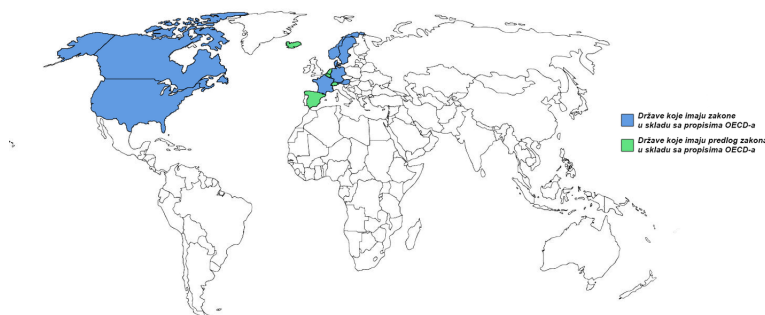 Države koje imaju zakone
u skladu sa propisima OECD-a
Države koje imaju predlog zakona
u skladu sa propisima OECD-a